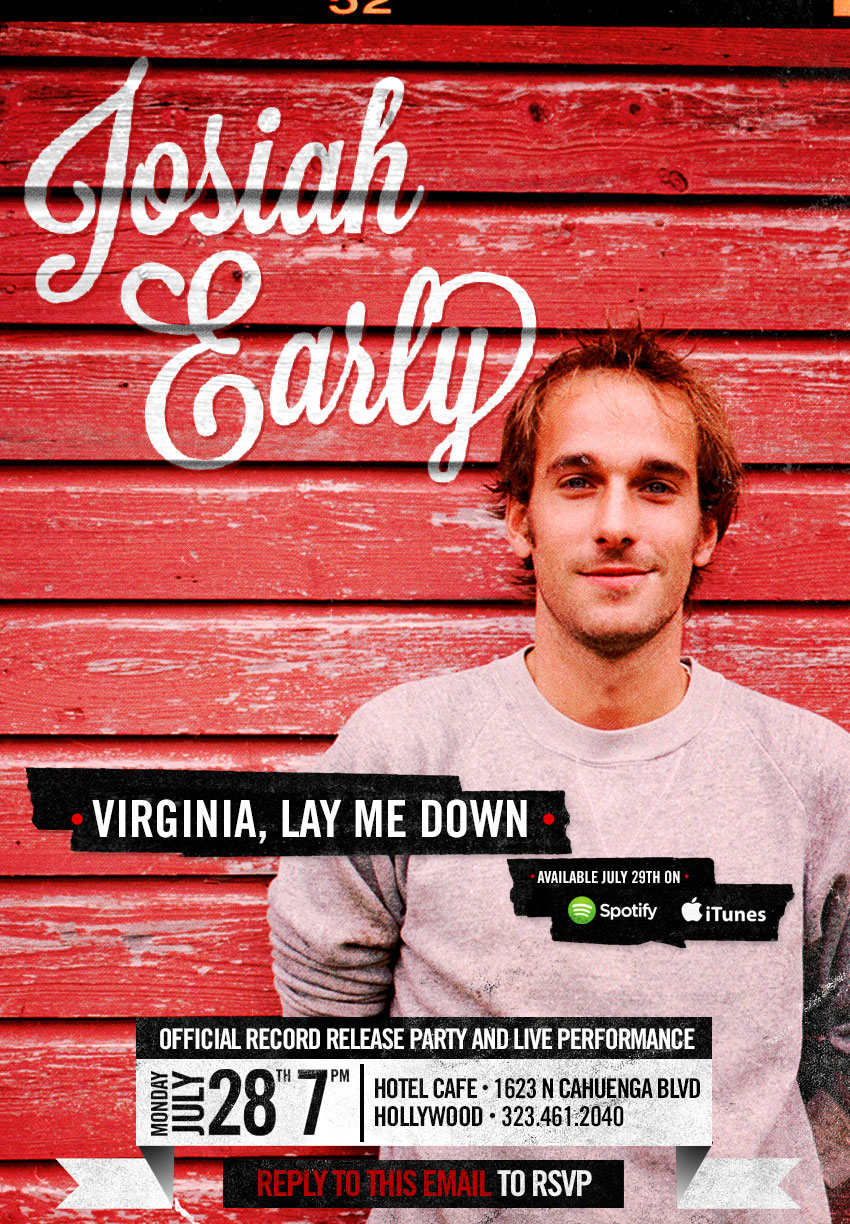 52
Josiah
Early
• VIRGINIA, LAY ME DOWN •
• AVAILABLE JULY 29TH ON •
Spotify iTunes
OFFICIAL RECORD RELEASE PARTY AND LIVE PERFORMANCE
MONDAY JULY 28TH 7PM
HOTEL CAFE • 1623 N CAHUENGA BLVD
HOLLYWOOD • 323.461.2040
REPLY TO THIS EMAIL TO RSVP